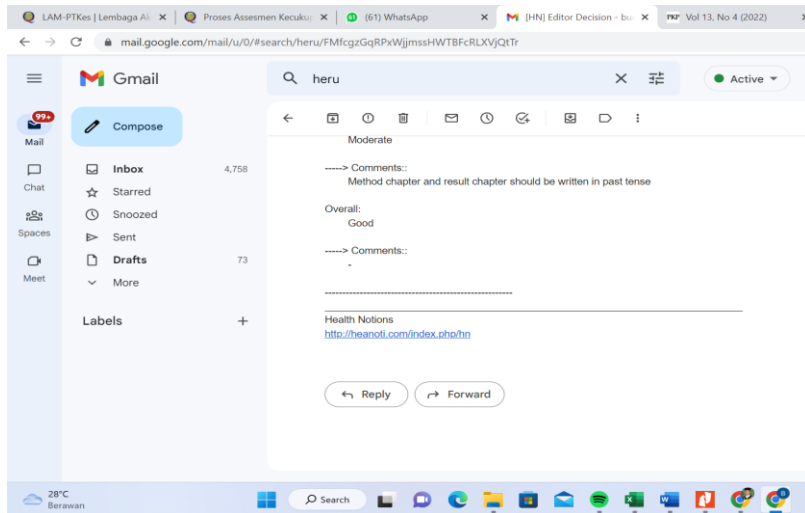 LAM-PTKes | Lembaga Ak
Proses Assesmen Kecukup
(61) WhatsApp
[HN] Editor Decision - bu
PKP Vol 13, No 4 (2022)
mail.google.com/mail/u/0/#search/heru/FMfcgzGqRPxWjjmssHWTBFcRLXVjQtTr
Gmail
heru
Active
99+
Mail
Chat
Spaces
Meet
Compose
Inbox 4,758
Starred
Snoozed
Sent
Drafts 73
More
Labels
Moderate
-----> Comments::
Method chapter and result chapter should be written in past tense
Overall:
Good
-----> Comments::
-
------------------------------------------------------
Health Notions
http://heanoti.com/index.php/hn
Reply
Forward
28°C
Berawan
Search